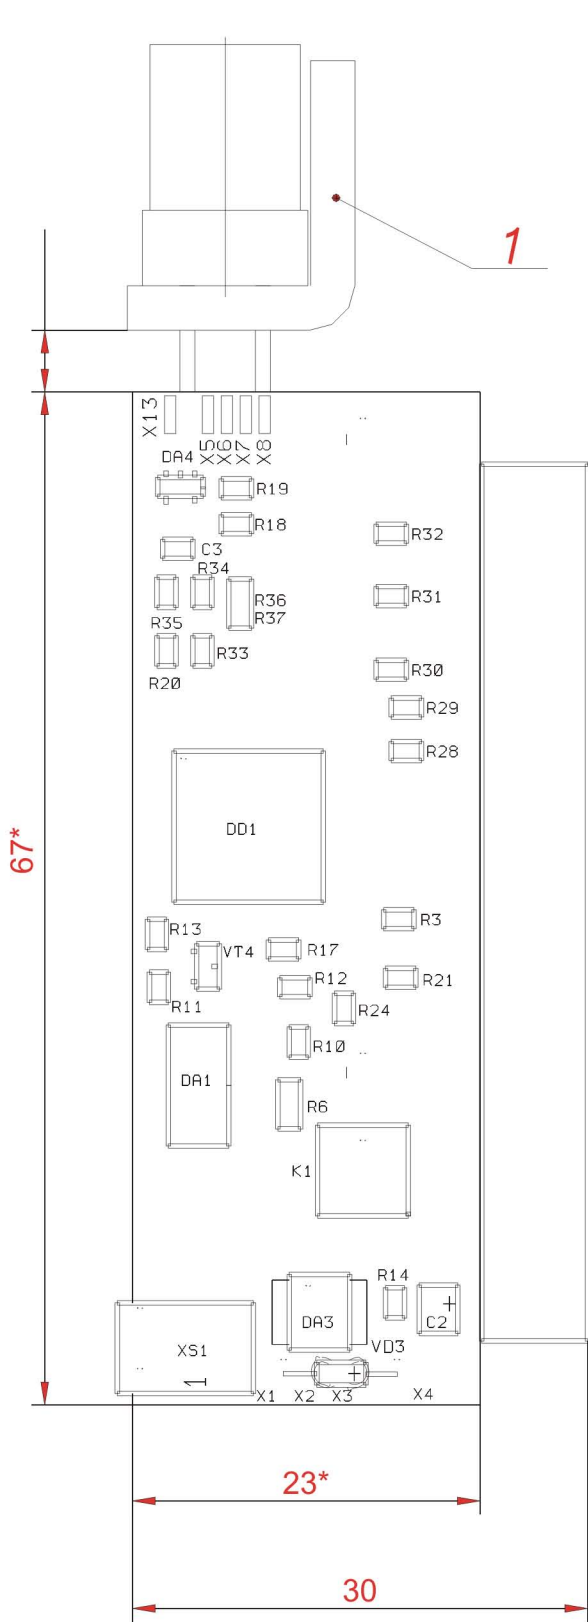 1
X13
X5
X6
X7
X8
DA4
R19
R18
C3
R32
R34
R36
R31
R37
R35
R33
R20
R30
R29
R28
DD1
67*
R3
R13
VT4
R17
R12
R21
R11
R24
R10
DA1
R6
K1
R14
DA3
C2
VD3
XS1
1
X1
X2
X3
X4
23*
30